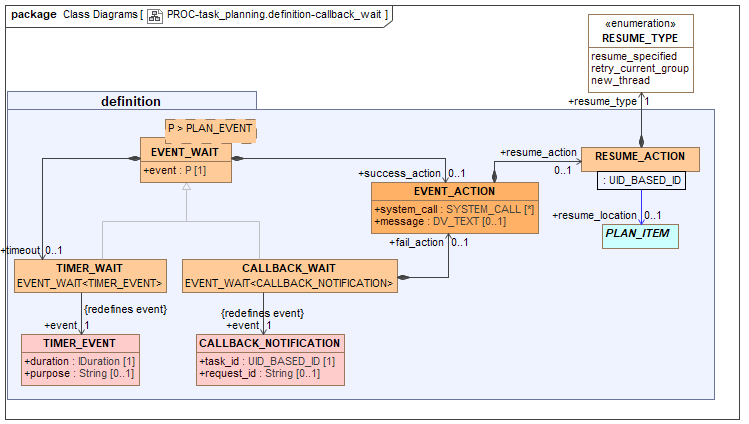 package Class Diagrams [ PROC-task_planning.definition-callback_wait ]
«enumeration»
RESUME_TYPE
resume_specified
retry_current_group
new_thread
definition
+resume_type 1
P > PLAN_EVENT
EVENT_WAIT
+event : P [1]
+success_action 0..1
+resume_action
0..1
RESUME_ACTION
: UID_BASED_ID
EVENT_ACTION
+system_call : SYSTEM_CALL [*]
+message : DV_TEXT [0..1]
+resume_location 0..1
PLAN_ITEM
+fail_action 0..1
+timeout 0..1
TIMER_WAIT
EVENT_WAIT<TIMER_EVENT>
CALLBACK_WAIT
EVENT_WAIT<CALLBACK_NOTIFICATION>
{redefines event}
+event 1
{redefines event}
+event 1
TIMER_EVENT
+duration : IDuration [1]
+purpose : String [0..1]
CALLBACK_NOTIFICATION
+task_id : UID_BASED_ID [1]
+request_id : String [0..1]